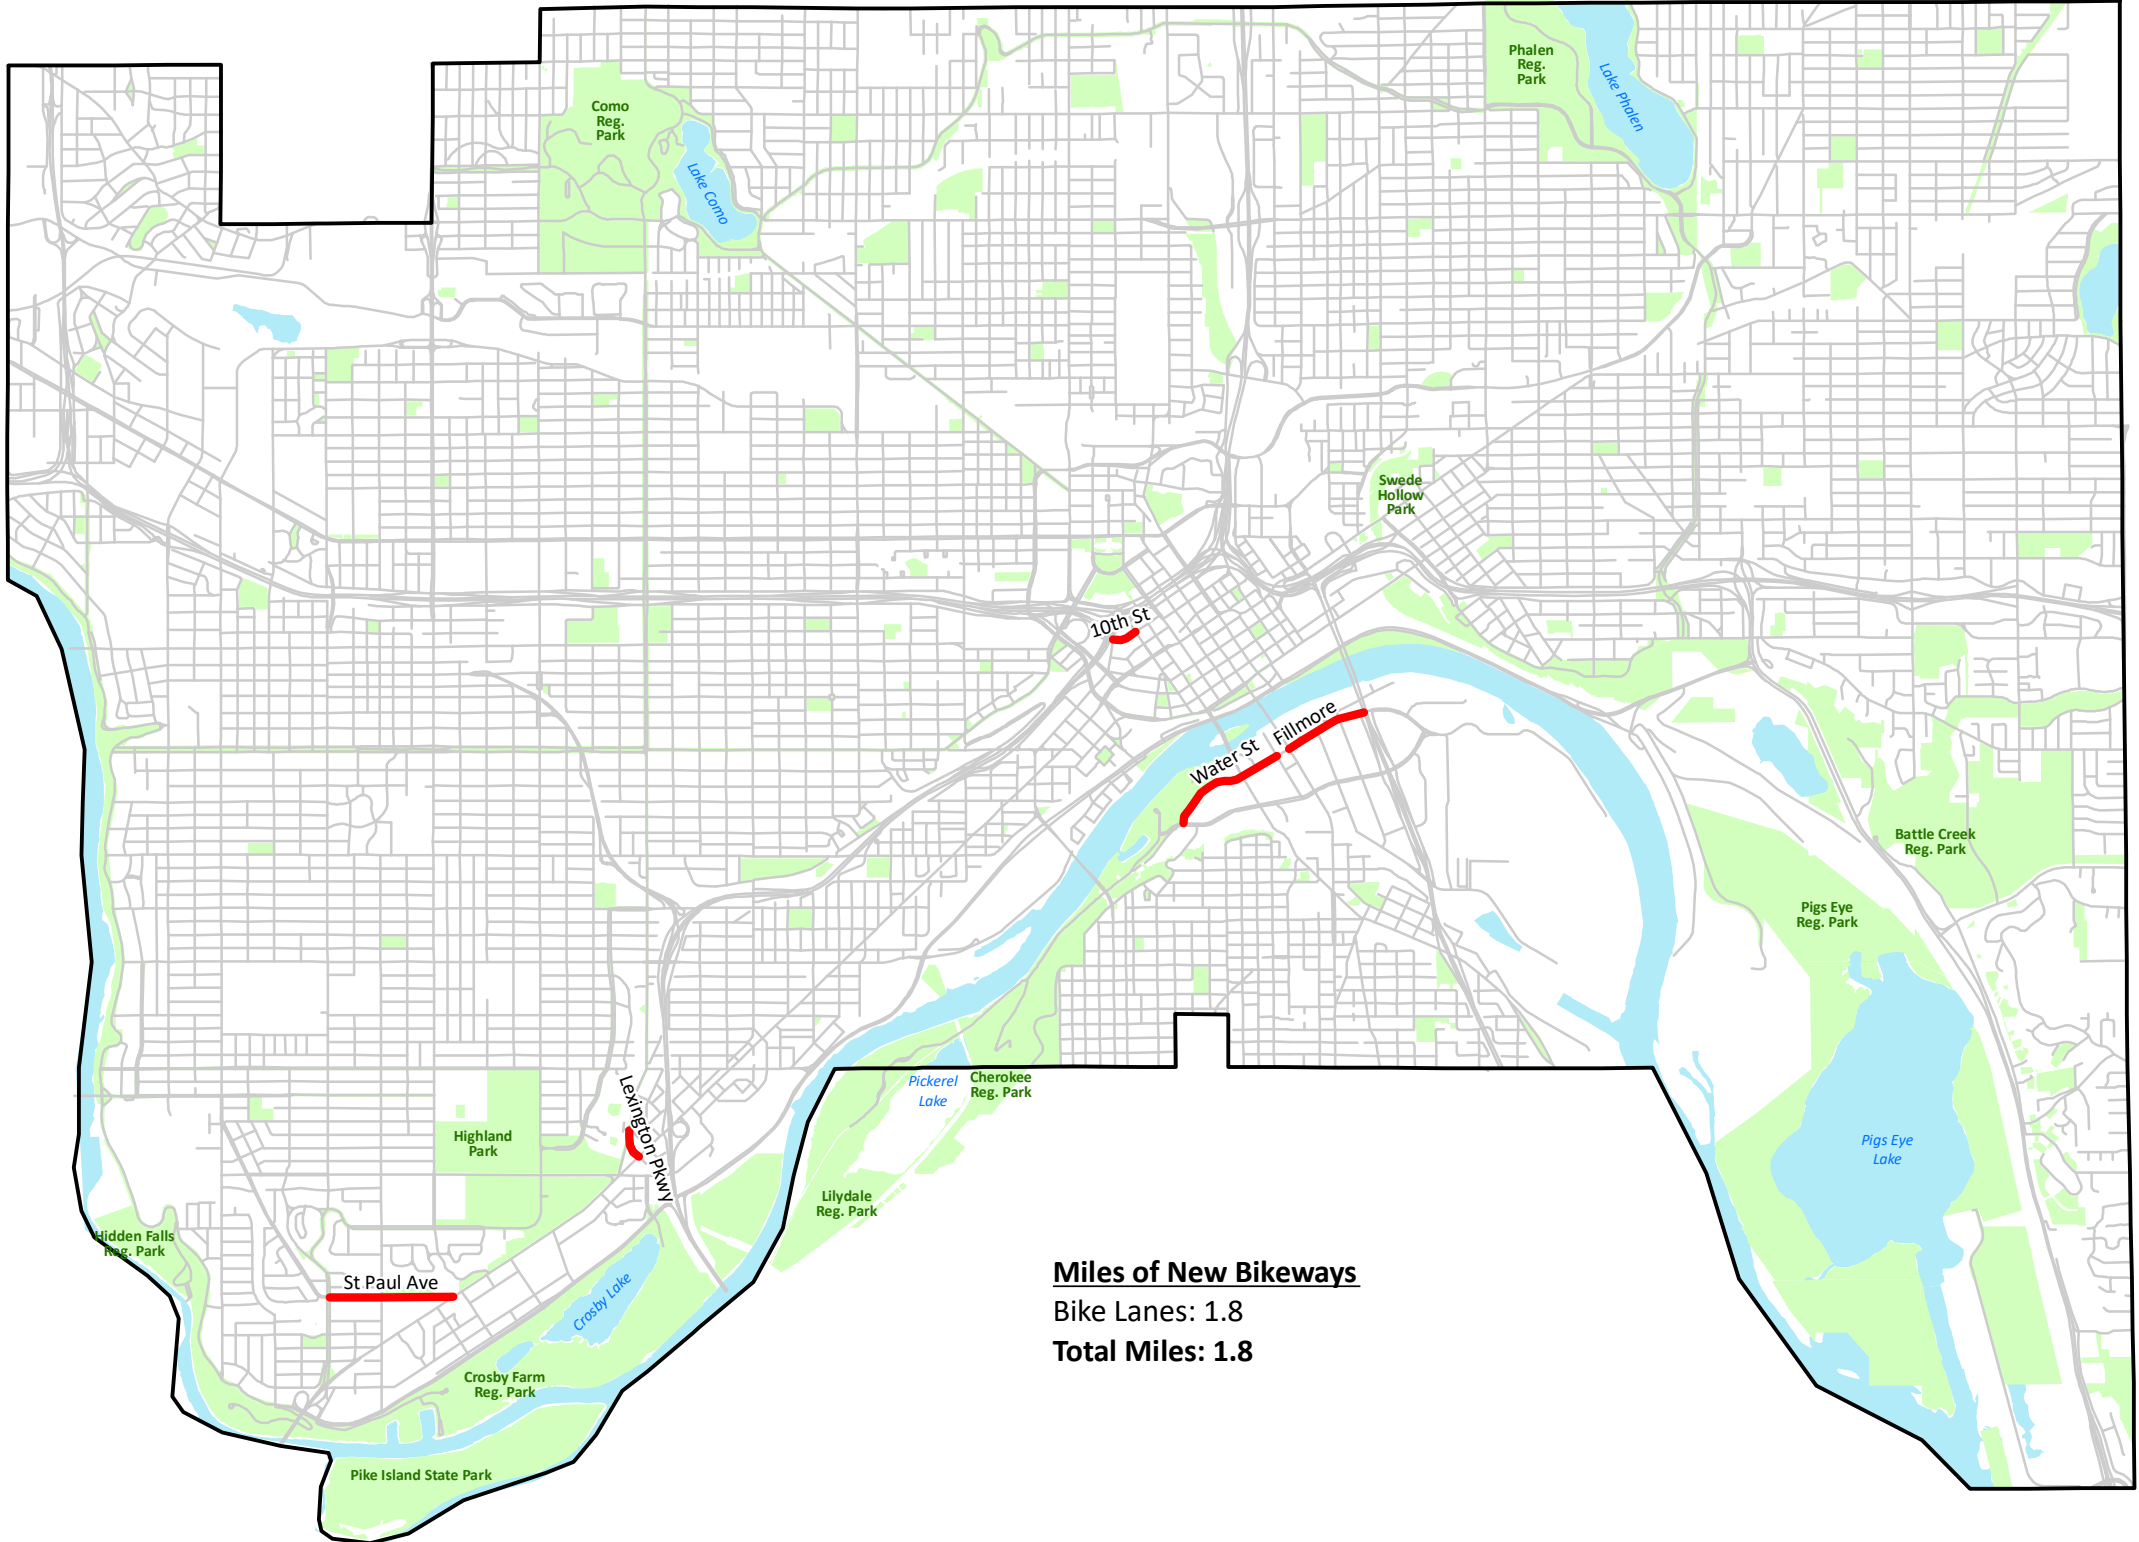 Phalen
Reg.
Park
Lake Phalen
Como
Reg.
Park
Lake Como
Swede
Hollow
Park
10th St
Fillmore
Water St
Battle Creek
Reg. Park
Pigs Eye
Reg. Park
Pickerel
Lake
Cherokee
Reg. Park
Lexington Pkwy
Highland
Park
Pigs Eye
Lake
Lilydale
Reg. Park
Hidden Falls
Reg. Park
St Paul Ave
Crosby Lake
Crosby Farm
Reg. Park
Pike Island State Park
Miles of New Bikeways
Bike Lanes: 1.8
Total Miles: 1.8